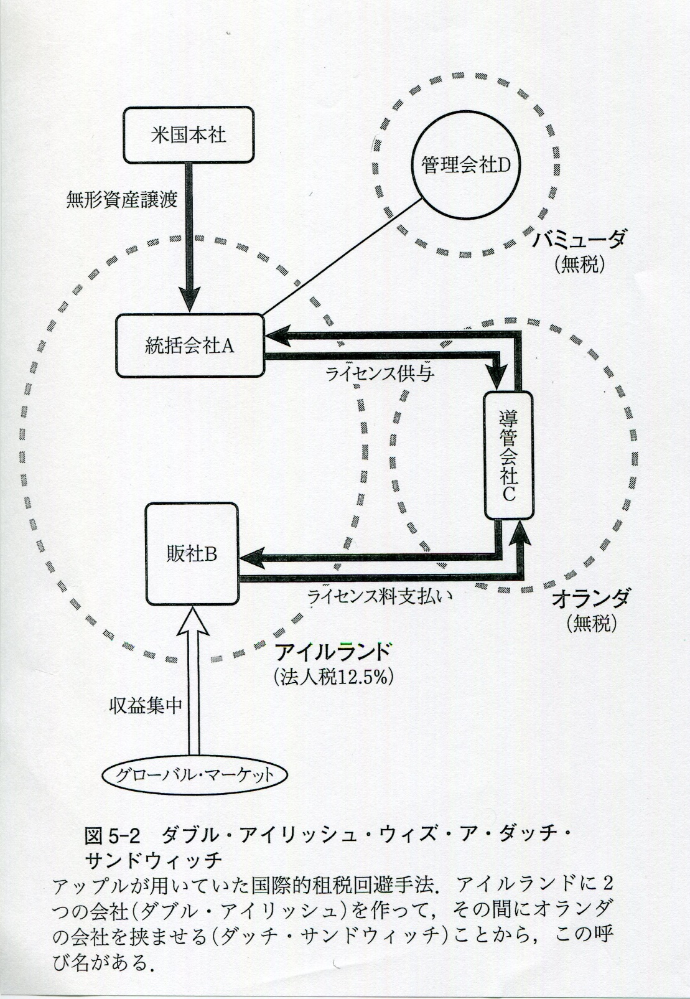 米国本社
管理会社D
無形資産譲渡
バミューダ
(無税)
統括会社A
ライセンス供与
導管会社C
販社B
ライセンス料支払い
オランダ
(無税)
アイルランド
(法人税12.5%)
収益集中
グローバル・マーケット
図5-2　ダブル・アイリッシュ・ウィズ・ア・ダッチ・
サンドウィッチ
アップルが用いていた国際的租税回避手法．アイルランドに2
つの会社(ダブル・アイリッシュ)を作って，その間にオランダ
の会社を挟ませる(ダッチ・サンドウィッチ)ことから，この呼
び名がある．